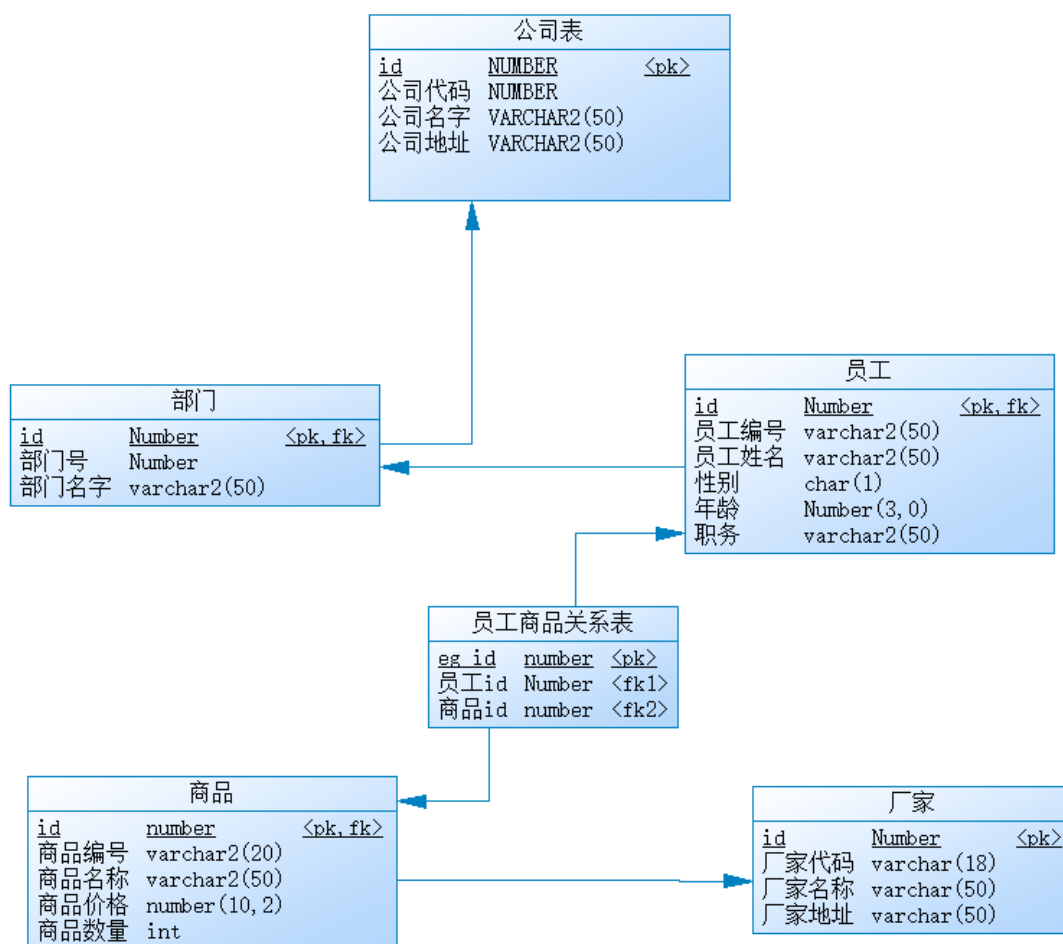 公司表
id NUMBER <pk>
公司代码 NUMBER
公司名字 VARCHAR2(50)
公司地址 VARCHAR2(50)
部门
id Number <pk,fk>
部门号 Number
部门名字 varchar2(50)
员工
id Number <pk,fk>
员工编号 varchar2(50)
员工姓名 varchar2(50)
性别 char(1)
年龄 Number(3,0)
职务 varchar2(50)
员工商品关系表
eg_id number <pk>
员工id Number <fk1>
商品id number <fk2>
商品
id number <pk,fk>
商品编号 varchar2(20)
商品名称 varchar2(50)
商品价格 number(10,2)
商品数量 int
厂家
id Number <pk>
厂家代码 varchar(18)
厂家名称 varchar(50)
厂家地址 varchar(50)